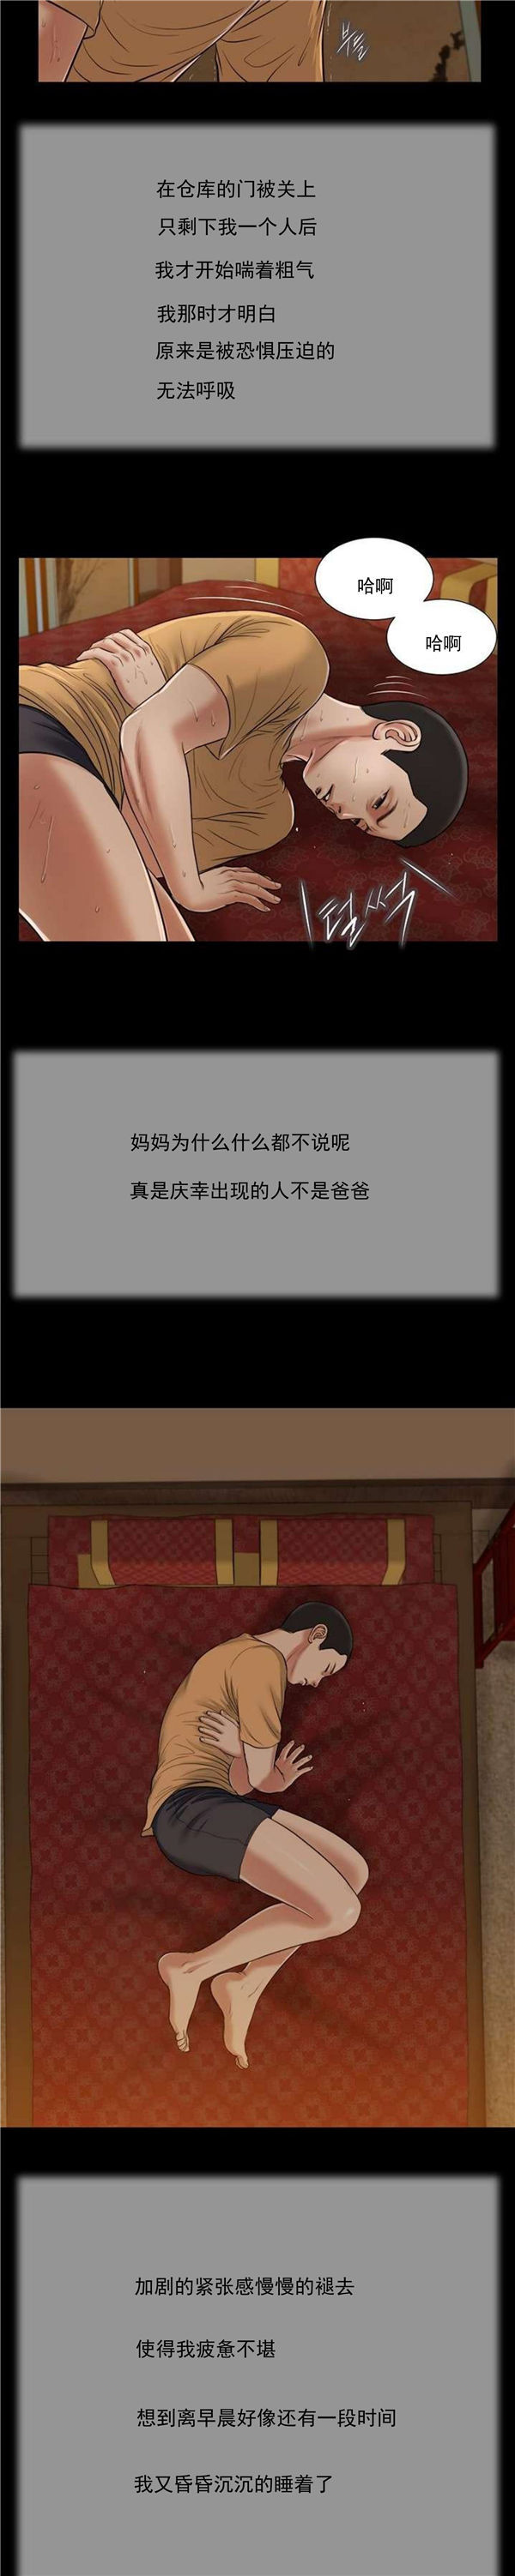 在仓库的门被关上
只剩下我一个人后
我才开始喘着粗气
我那时才明白
原来是被恐惧压迫的
无法呼吸
哈啊
哈啊
털썩
妈妈为什么什么都不说呢
真是庆幸出现的人不是爸爸
加剧的紧张感慢慢的褪去
使得我疲惫不堪
想到离早晨好像还有一段时间
我又昏昏沉沉的睡着了